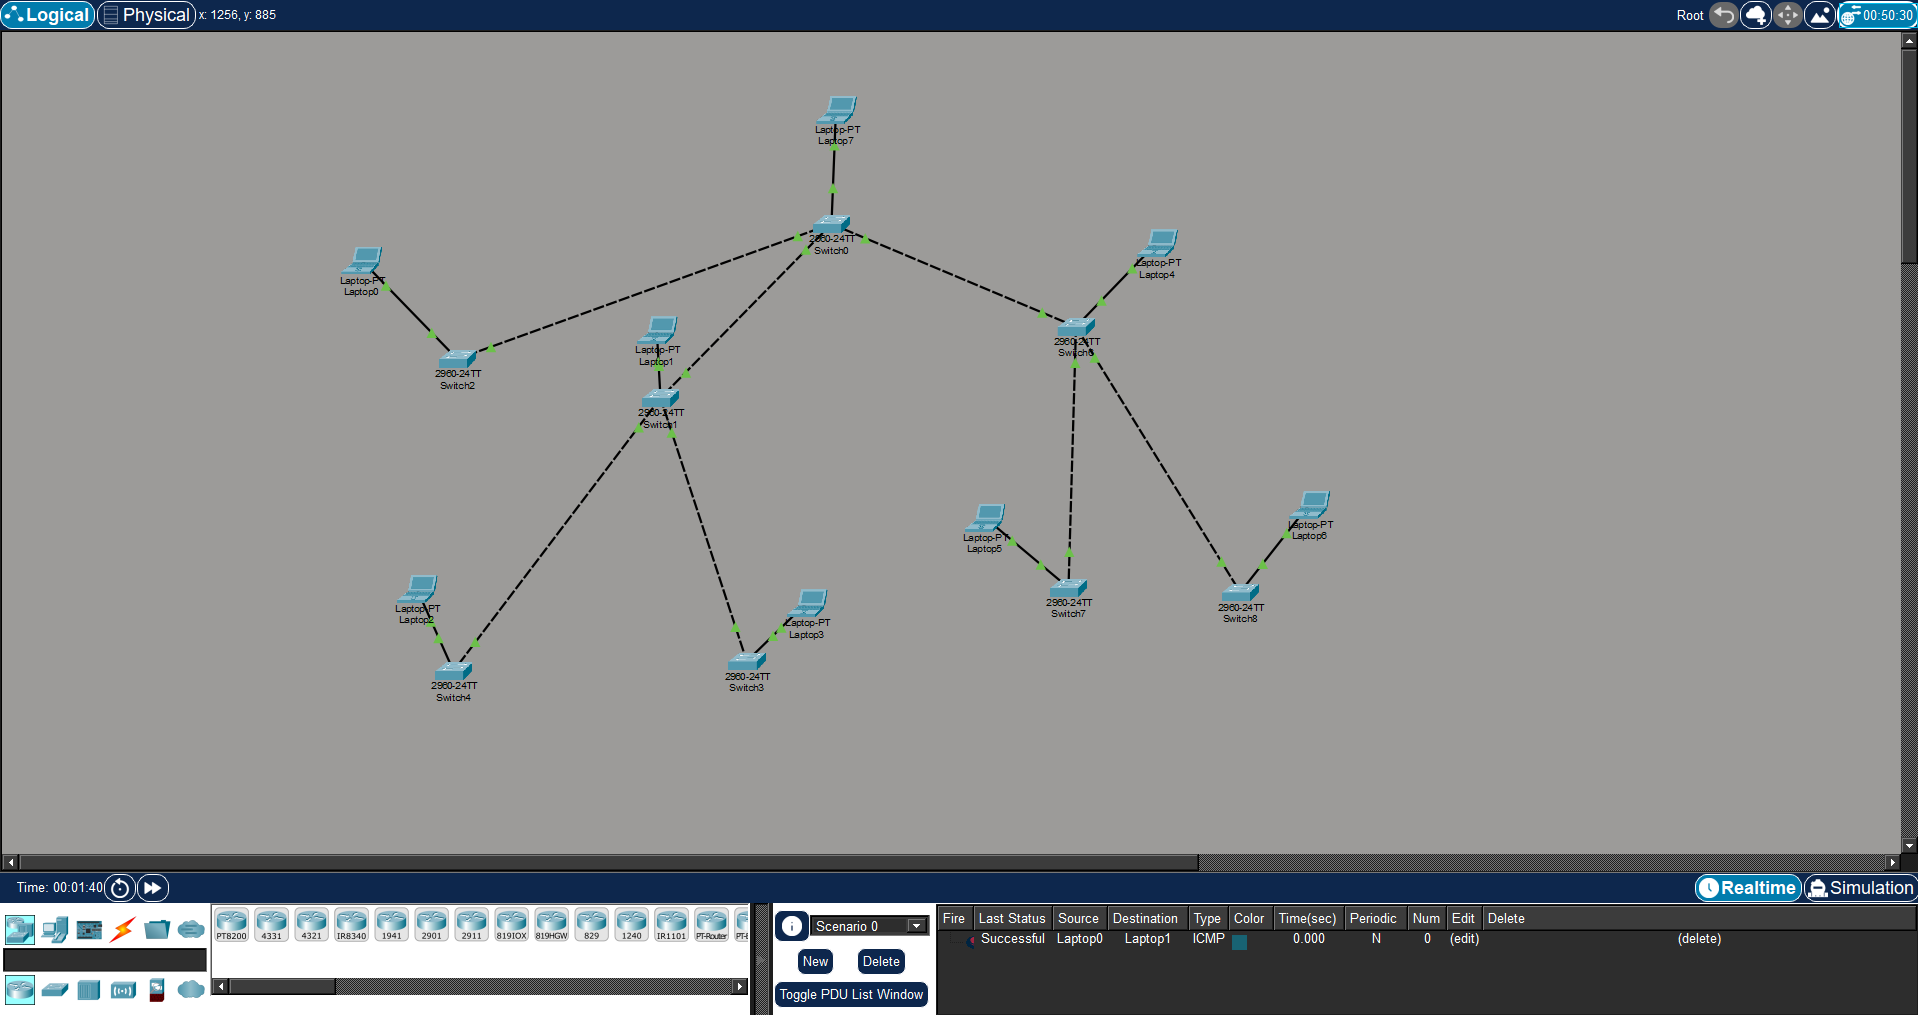 Logical Physical x: 1256, y: 885 Root 00:50:30
Laptop-PT
Laptop7
2960-24TT
Switch0
Laptop-PT
Laptop4
Laptop-PT
Laptop0
2960-24TT
Switch6
Laptop-PT
Laptop1
2960-24TT
Switch2
2960-24TT
Switch1
Laptop-PT
Laptop5
Laptop-PT
Laptop6
2960-24TT
Switch7
2960-24TT
Switch8
Laptop-PT
Laptop2
Laptop-PT
Laptop3
2960-24TT
Switch4
2960-24TT
Switch3
Time: 00:01:40 Realtime Simulation
PT8200 4331 4321 IR8340 1941 2901 2911 819IOX 819HGW 829 1240 IR1101 PT-Router PT-E
Scenario 0
New Delete
Toggle PDU List Window
Fire Last Status Source Destination Type Color Time(sec) Periodic Num Edit Delete
Successful Laptop0 Laptop1 ICMP 0.000 N 0 (edit) (delete)